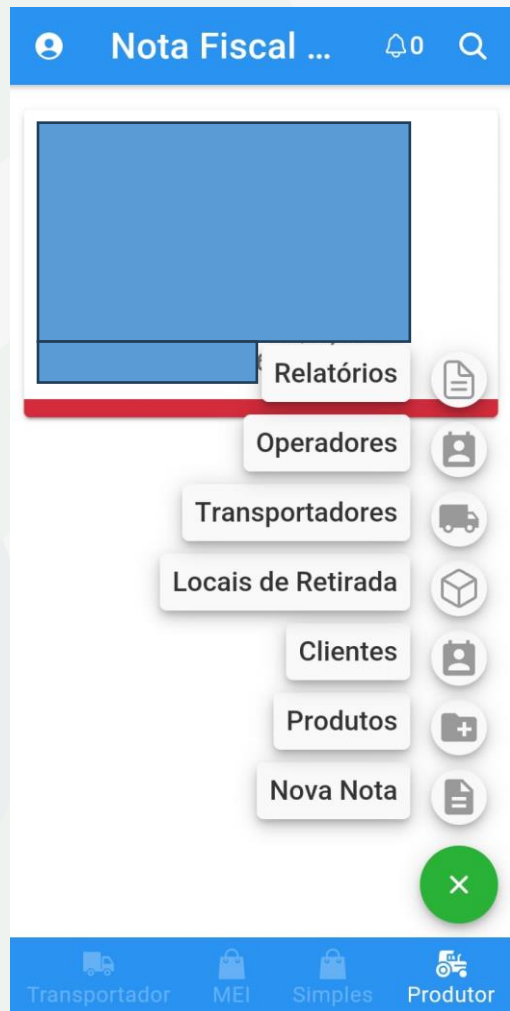 Nota Fiscal ...
0
Relatórios
Operadores
Transportadores
Locais de Retirada
Clientes
Produtos
Nova Nota
Transportador MEI Simples Produtor